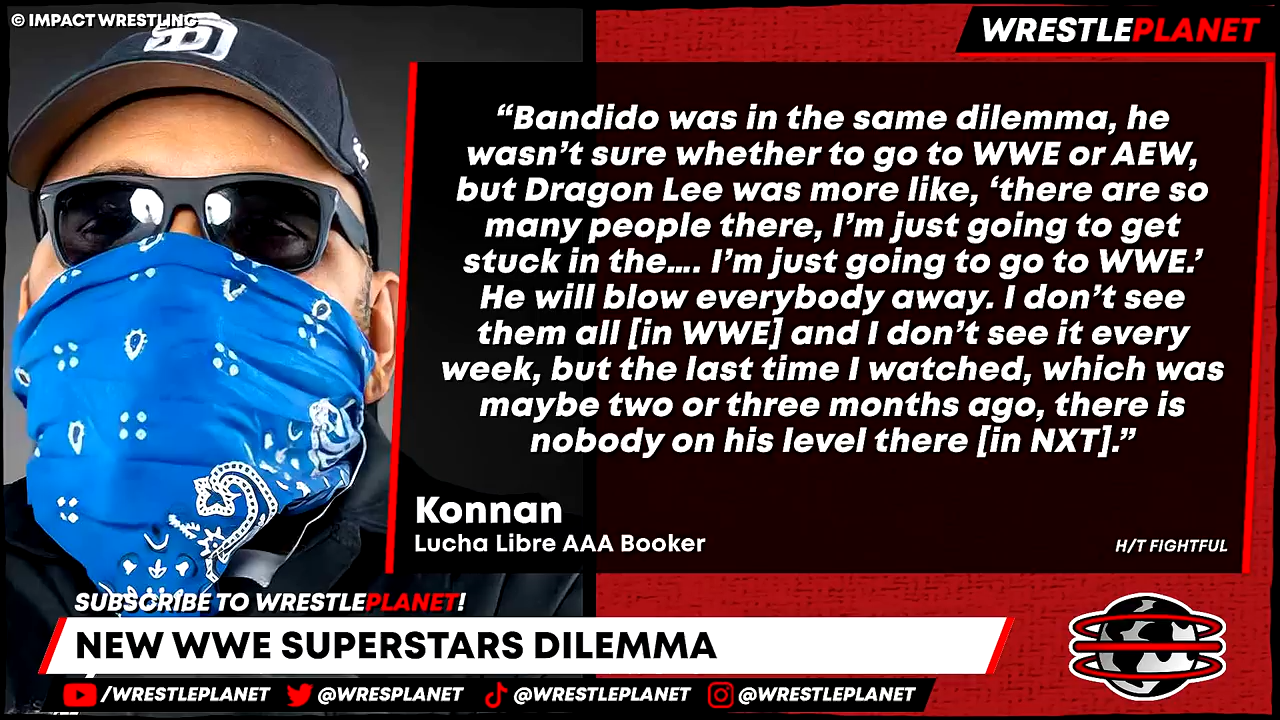 © IMPACT WRESTLING
WRESTLEPLANET
“Bandido was in the same dilemma, he
wasn’t sure whether to go to WWE or AEW,
but Dragon Lee was more like, ‘there are so
many people there, I’m just going to get
stuck in the…. I’m just going to go to WWE.’
He will blow everybody away. I don’t see
them all [in WWE] and I don’t see it every
week, but the last time I watched, which was
maybe two or three months ago, there is
nobody on his level there [in NXT].”
Konnan
Lucha Libre AAA Booker
H/T FIGHTFUL
SUBSCRIBE TO WRESTLEPLANET!
NEW WWE SUPERSTARS DILEMMA
/WRESTLEPLANET @WRESPLANET @WRESTLEPLANET @WRESTLEPLANET